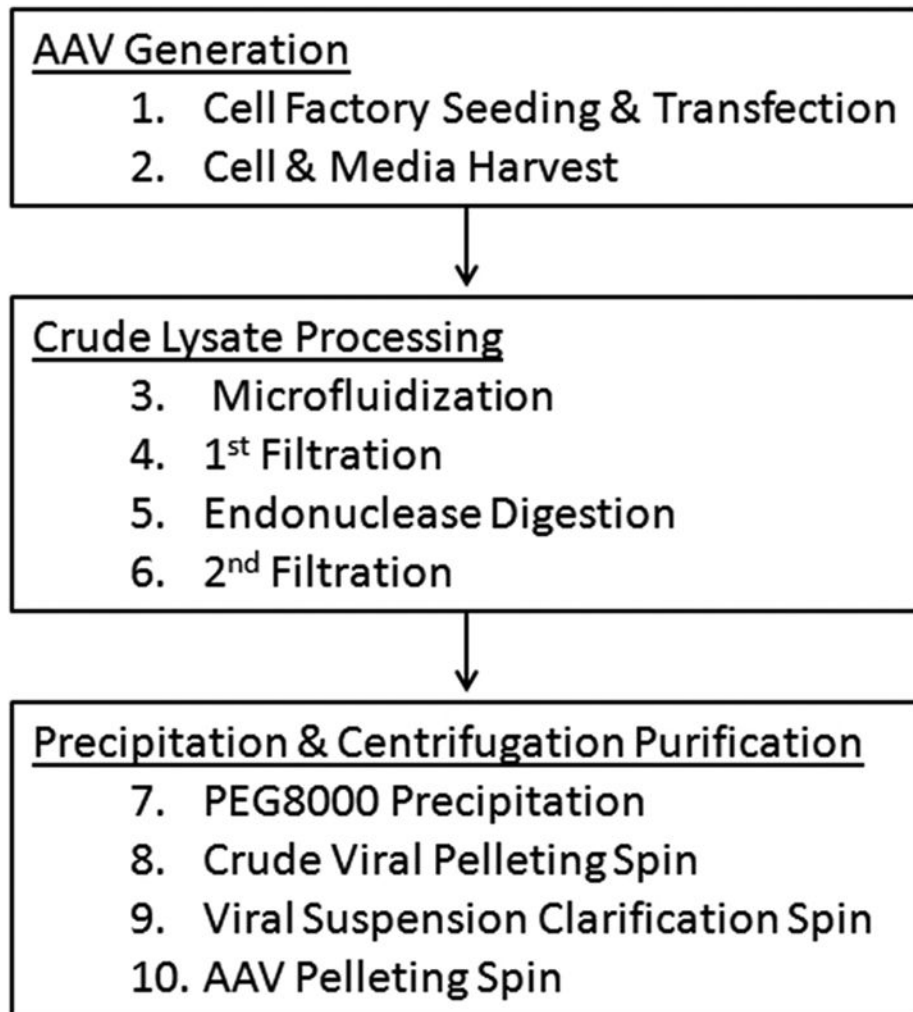 AAV Generation
1. Cell Factory Seeding & Transfection
2. Cell & Media Harvest
Crude Lysate Processing
3. Microfluidization
4. 1st Filtration
5. Endonuclease Digestion
6. 2nd Filtration
Precipitation & Centrifugation Purification
7. PEG8000 Precipitation
8. Crude Viral Pelleting Spin
9. Viral Suspension Clarification Spin
10. AAV Pelleting Spin